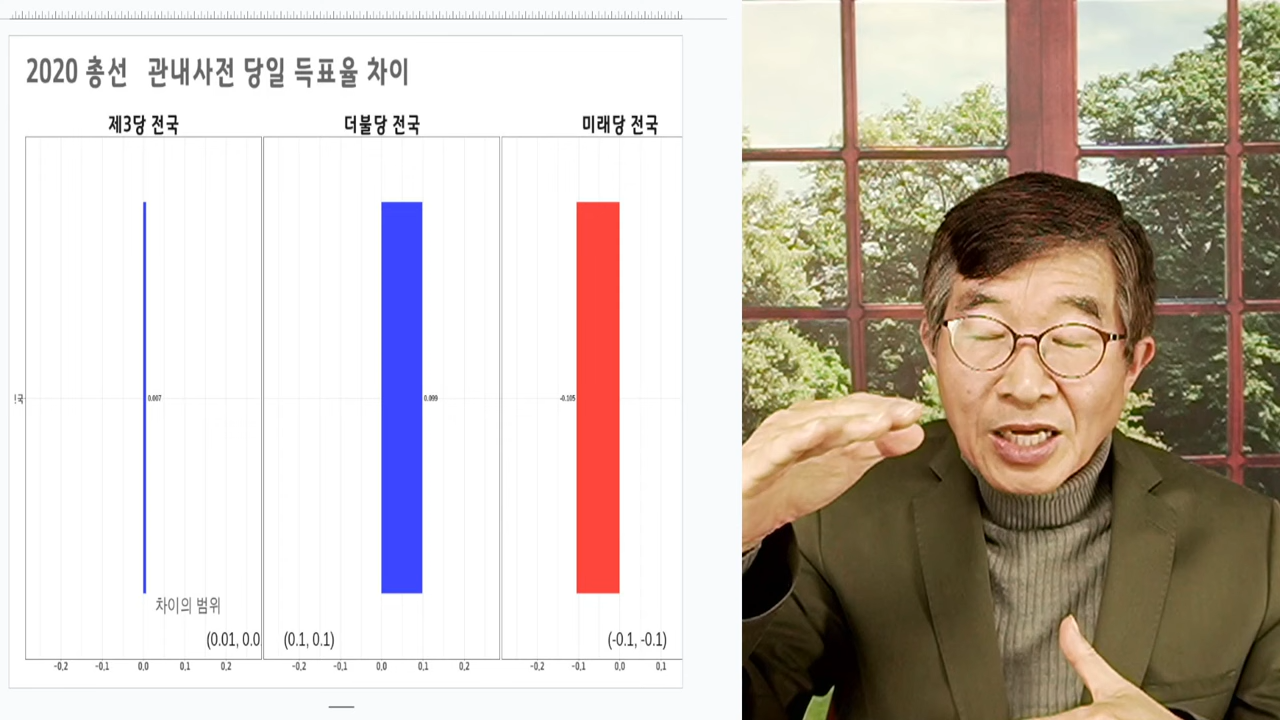 2020 총선 관내사전 당일 득표율 차이
제3당 전국 더불당 전국 미래당 전국
국 0.007 0.099 -0.105
차이의 범위
(0.01, 0.0 (0.1, 0.1) (-0.1, -0.1)
-0.2 -0.1 0.0 0.1 0.2 -0.2 -0.1 0.0 0.1 0.2 -0.2 -0.1 0.0 0.1